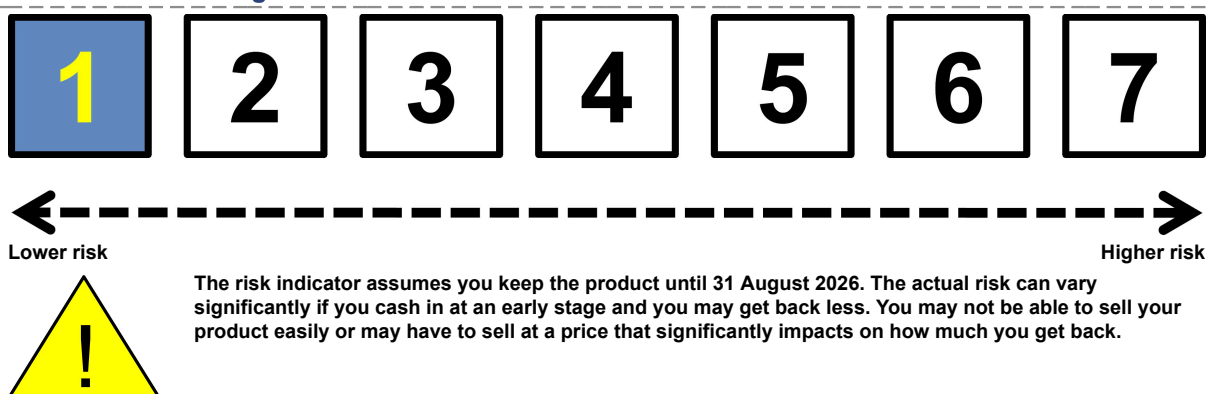 1 2 3 4 5 6 7
Lower risk Higher risk
The risk indicator assumes you keep the product until 31 August 2026. The actual risk can vary
significantly if you cash in at an early stage and you may get back less. You may not be able to sell your
product easily or may have to sell at a price that significantly impacts on how much you get back.
!